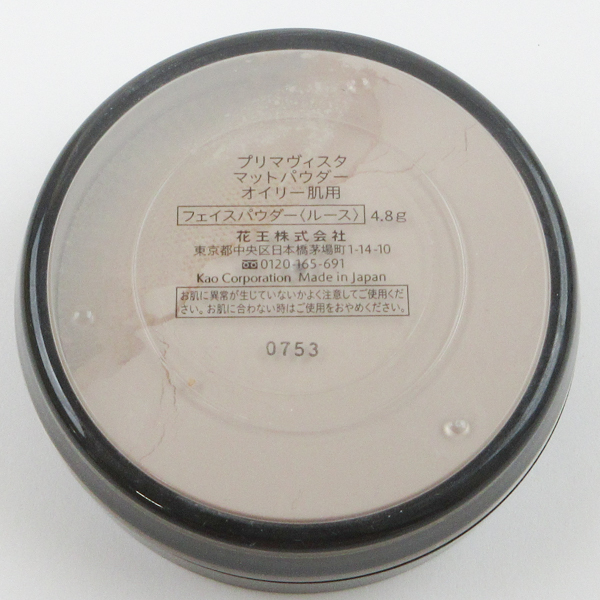 プリマヴィスタ
マットパウダー
オイリー肌用
フェイスパウダー〈ルース〉 4.8g
花王株式会社
東京都中央区日本橋茅場町1-14-10
0120-165-691
Kao Corporation Made in Japan
お肌に異常が生じていないかよく注意してご使用くだ
さい。お肌に合わない時はご使用をおやめください。
0753